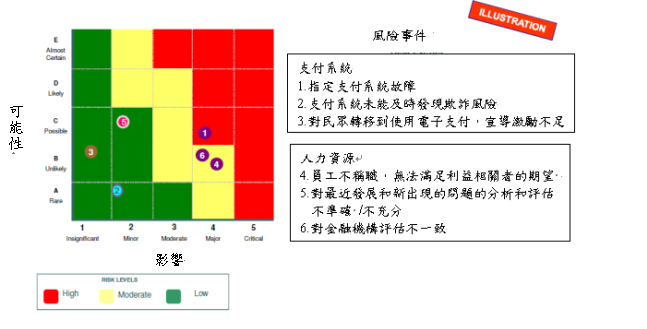 ILLUSTRATION
風險事件
E
Almost
Certain
D
Likely
C
Possible
B
Unlikely
A
Rare
可能性
5
1
3
6
4
2
1
2
3
4
5
Insignificant
Minor
Moderate
Major
Critical
影響
RISK LEVELS
High
Moderate
Low
支付系統
1.指定支付系統故障
2.支付系統未能及時發現欺詐風險
3.對民眾轉移到使用電子支付，宣導激勵不足
人力資源
4.員工不稱職，無法滿足利益相關者的期望
5.對最近發展和新出現的問題的分析和評估
不準確 /不充分
6.對金融機構評估不一致